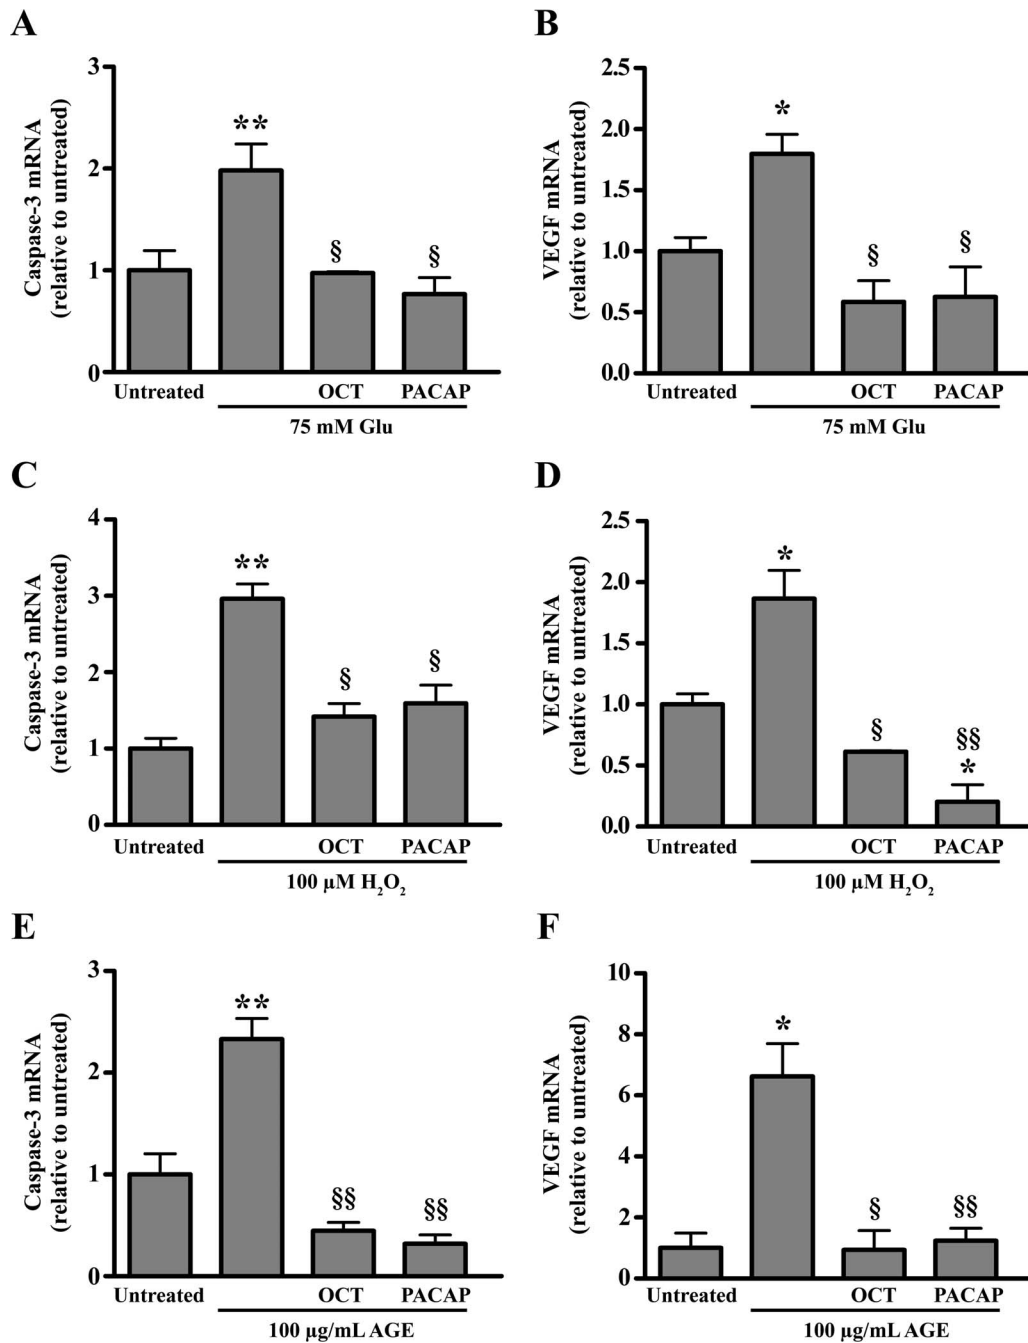 A
Caspase-3 mRNA
(relative to untreated)
3
2
1
0
**
§
§
Untreated
OCT
PACAP
75 mM Glu
B
VEGF mRNA
(relative to untreated)
2.5
2.0
1.5
1.0
0.5
0.0
*
§
§
Untreated
OCT
PACAP
75 mM Glu
C
Caspase-3 mRNA
(relative to untreated)
4
3
2
1
0
**
§
§
Untreated
OCT
PACAP
100 µM H₂O₂
D
VEGF mRNA
(relative to untreated)
2.5
2.0
1.5
1.0
0.5
0.0
*
§
§§
*
Untreated
OCT
PACAP
100 µM H₂O₂
E
Caspase-3 mRNA
(relative to untreated)
3
2
1
0
**
§§
§§
Untreated
OCT
PACAP
100 µg/mL AGE
F
VEGF mRNA
(relative to untreated)
10
8
6
4
2
0
*
§
§§
Untreated
OCT
PACAP
100 µg/mL AGE